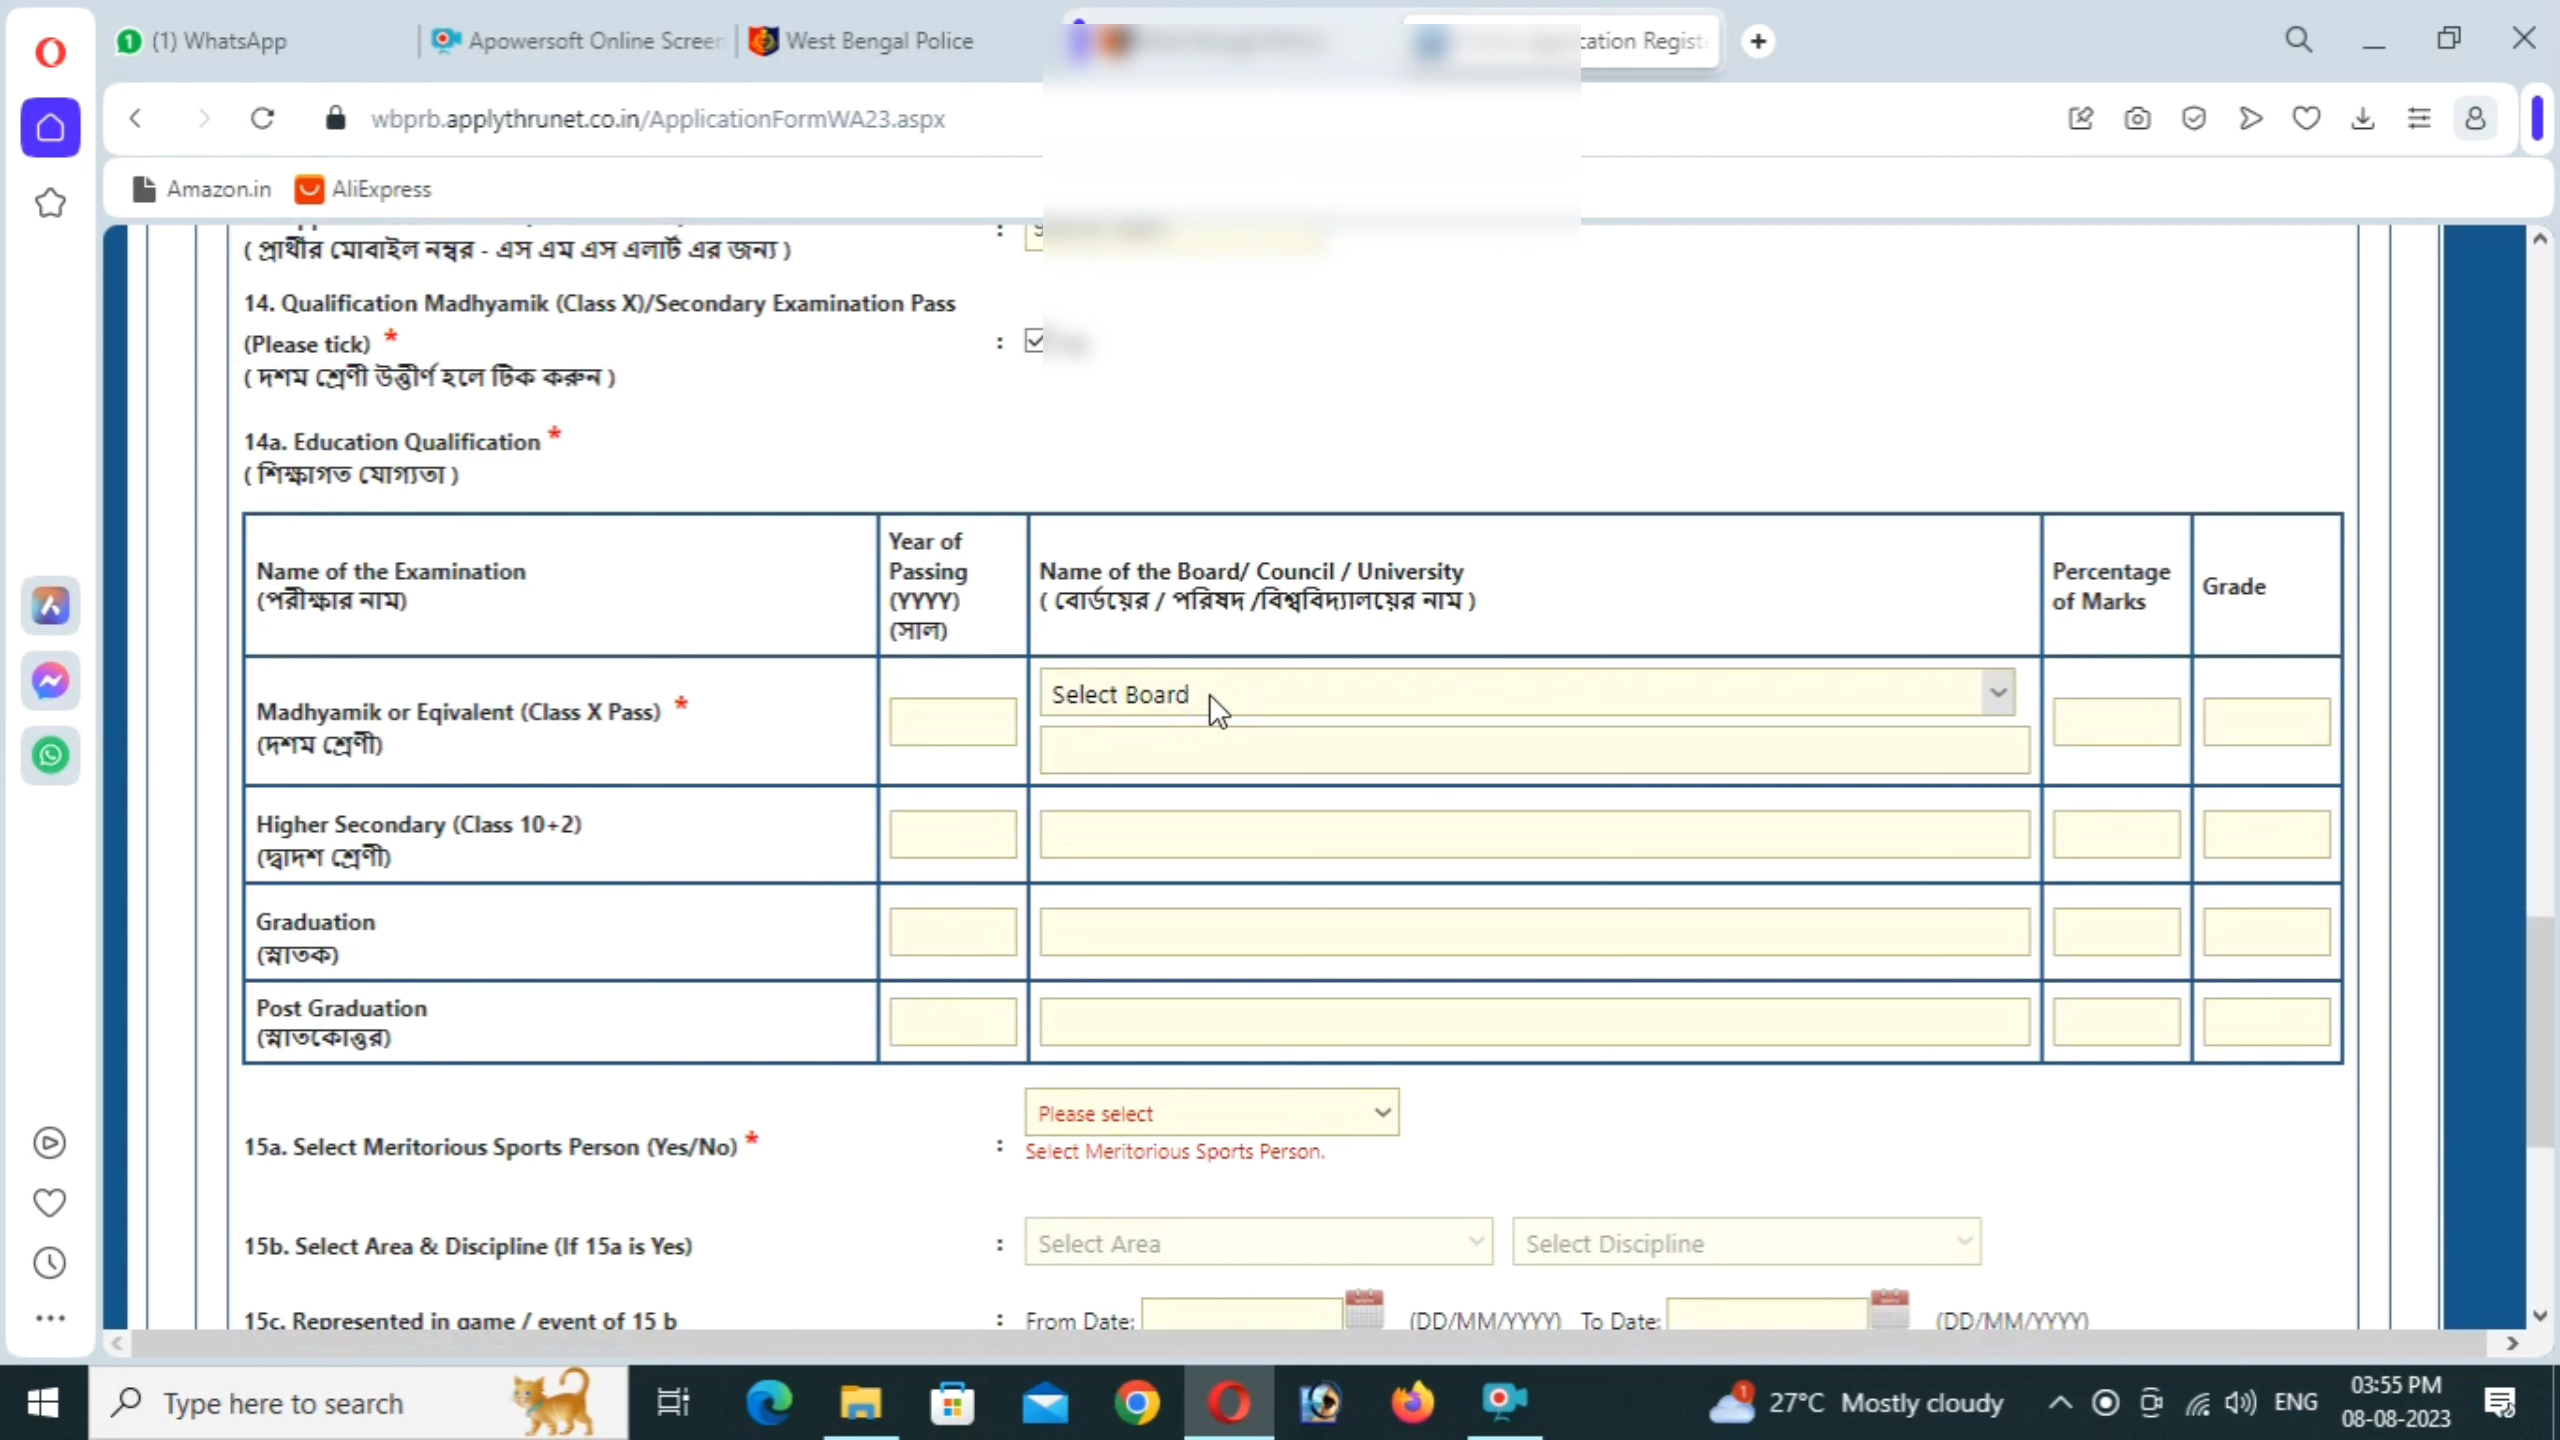 (1) WhatsApp
Apowersoft Online Screen
West Bengal Police
cation Regist
wbprb.applythrunet.co.in/ApplicationFormWA23.aspx
Amazon.in
AliExpress
( প্রার্থীর মোবাইল নম্বর - এস এম এস এলার্ট এর জন্য )
:
14. Qualification Madhyamik (Class X)/Secondary Examination Pass
(Please tick) * :
( দশম শ্রেণী উত্তীর্ণ হলে টিক করুন )
14a. Education Qualification *
( শিক্ষাগত যোগ্যতা )
Name of the Examination
(পরীক্ষার নাম)
Year of
Passing
(YYYY)
(সাল)
Name of the Board/ Council / University
( বোর্ডয়ের / পরিষদ /বিশ্ববিদ্যালয়ের নাম )
Percentage
of Marks
Grade
Madhyamik or Eqivalent (Class X Pass) *
(দশম শ্রেণী)
Select Board
Higher Secondary (Class 10+2)
(দ্বাদশ শ্রেণী)
Graduation
(স্নাতক)
Post Graduation
(স্নাতকোত্তর)
15a. Select Meritorious Sports Person (Yes/No) * :
Please select
Select Meritorious Sports Person.
15b. Select Area & Discipline (If 15a is Yes) : Select Area Select Discipline
15c. Represented in game / event of 15 b : From Date: (DD/MM/YYYY) To Date: (DD/MM/YYYY)
Type here to search
1
27°C Mostly cloudy
ENG
03:55 PM
08-08-2023